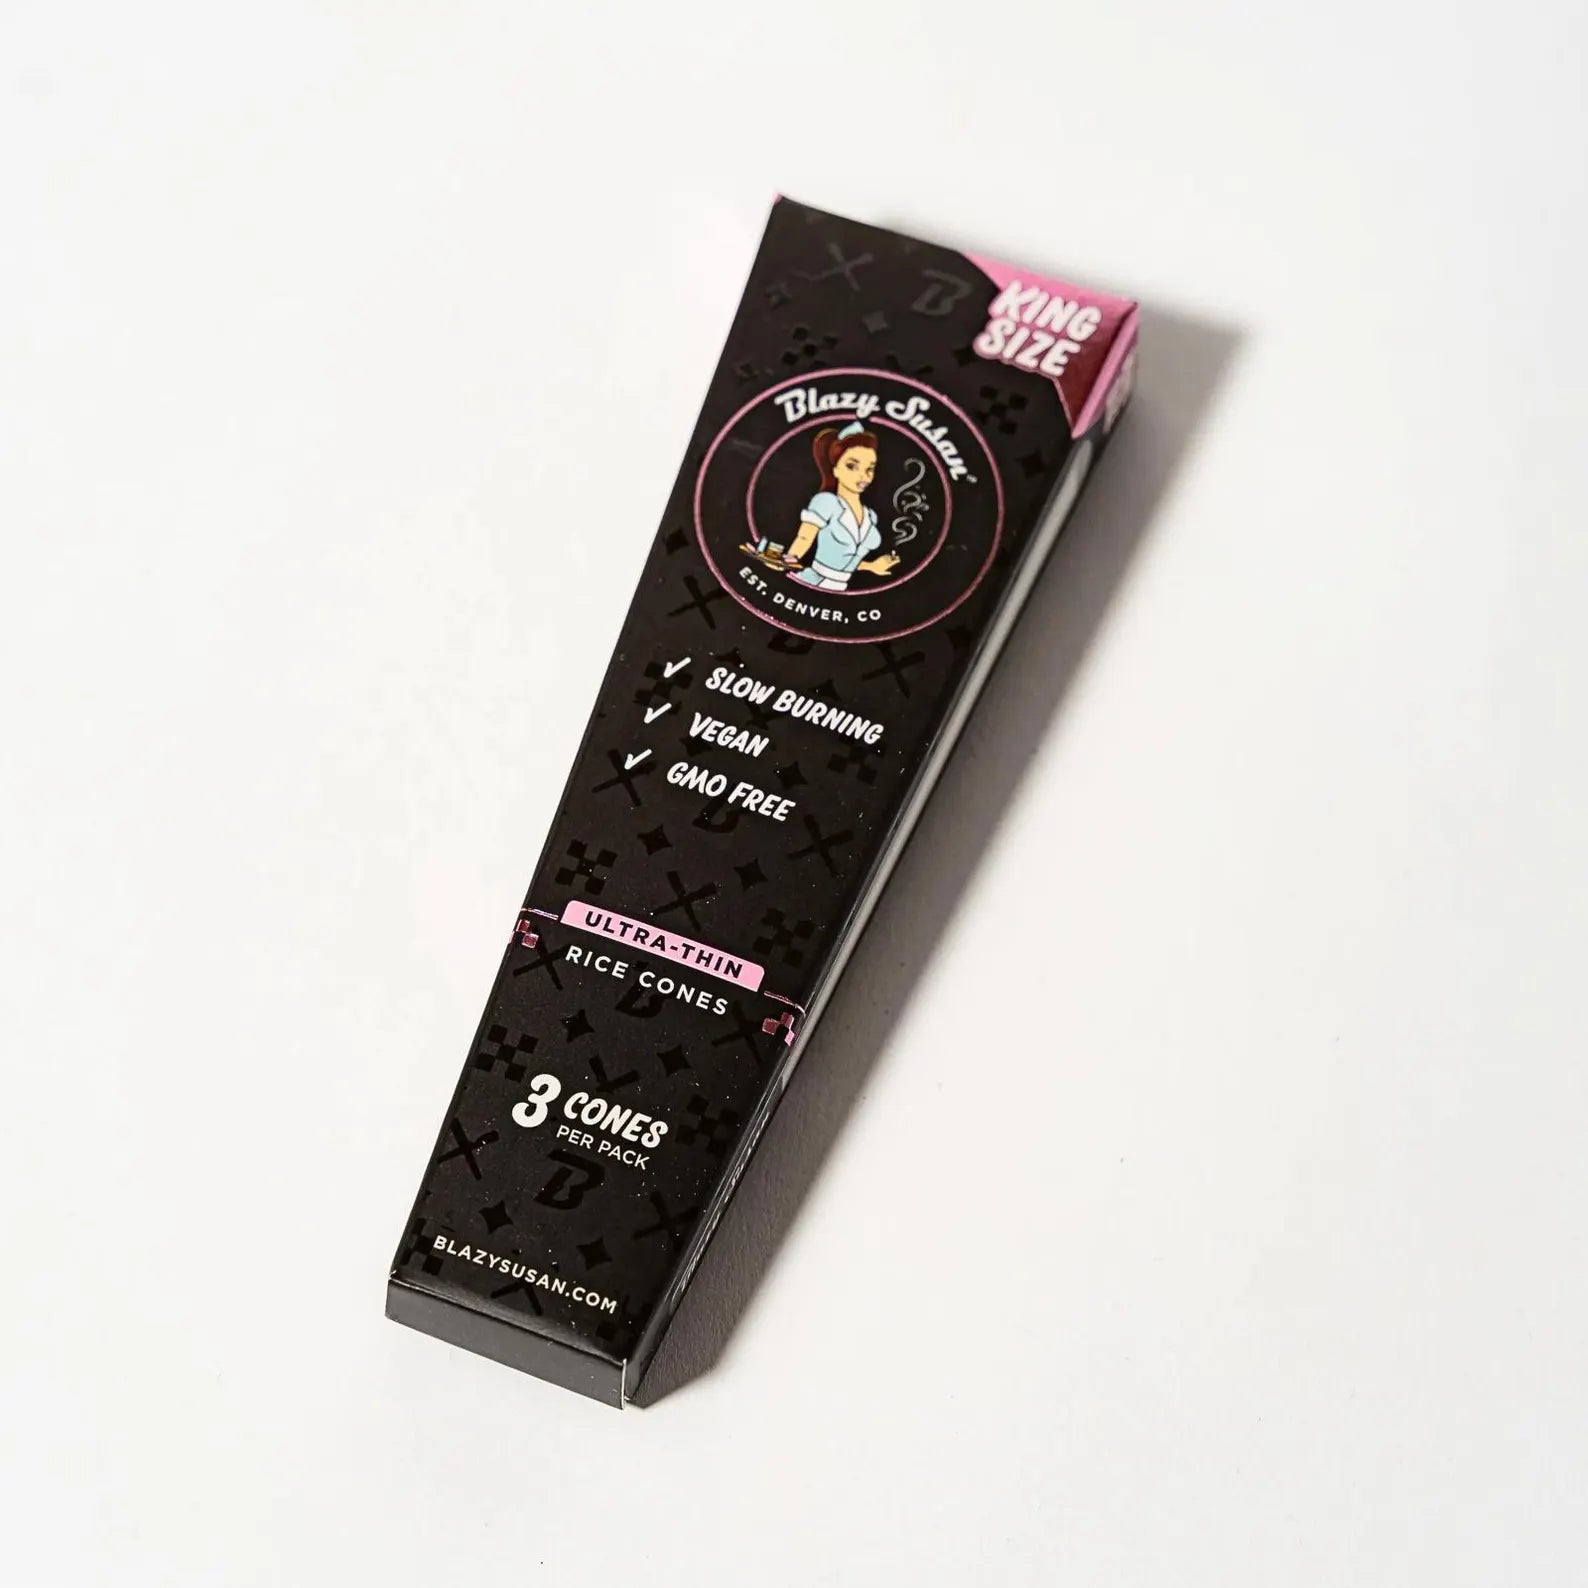 KING
SIZE
Blazy Susan®
EST. DENVER, CO
✓ SLOW BURNING
✓ VEGAN
✓ GMO FREE
ULTRA-THIN
RICE CONES
3 CONES
PER PACK
BLAZYSUSAN.COM